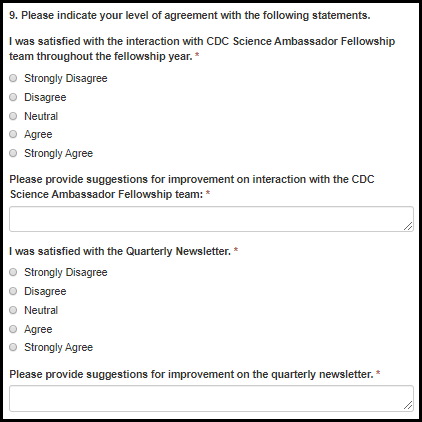 9. Please indicate your level of agreement with the following statements.
I was satisfied with the interaction with CDC Science Ambassador Fellowship
team throughout the fellowship year. *
Strongly Disagree
Disagree
Neutral
Agree
Strongly Agree
Please provide suggestions for improvement on interaction with the CDC
Science Ambassador Fellowship team: *
I was satisfied with the Quarterly Newsletter. *
Strongly Disagree
Disagree
Neutral
Agree
Strongly Agree
Please provide suggestions for improvement on the quarterly newsletter. *